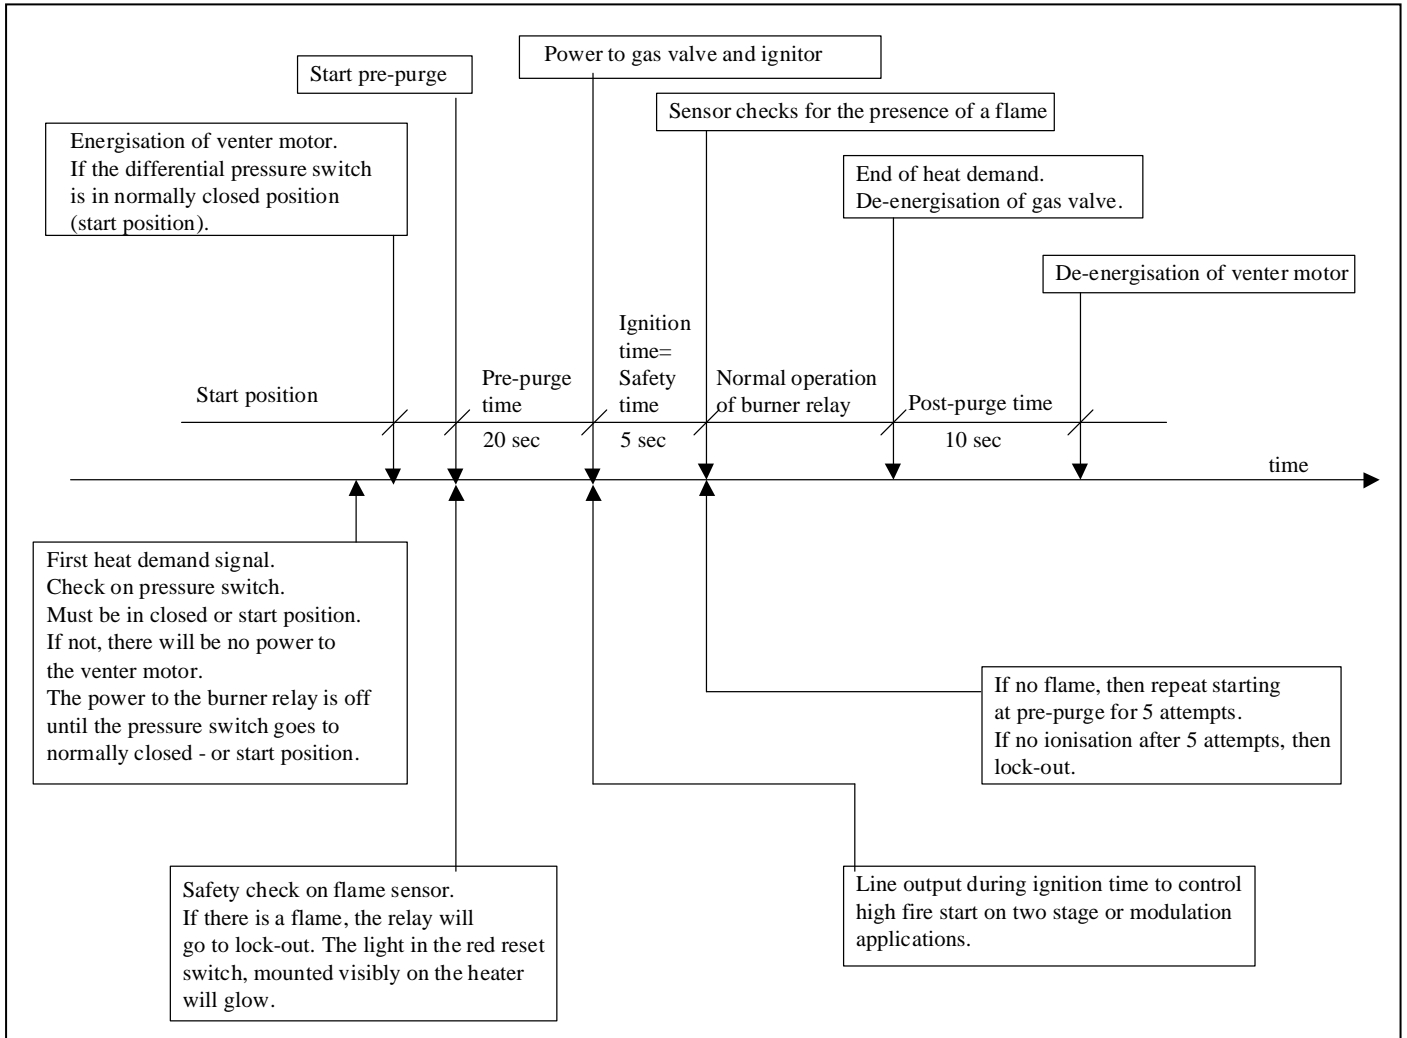 Power to gas valve and ignitor
Start pre-purge
Sensor checks for the presence of a flame
Energisation of venter motor.
If the differential pressure switch
is in normally closed position
(start position).
End of heat demand.
De-energisation of gas valve.
De-energisation of venter motor
Start position
Pre-purge
time
20 sec
Ignition
time=
Safety
time
5 sec
Normal operation
of burner relay
Post-purge time
10 sec
time
First heat demand signal.
Check on pressure switch.
Must be in closed or start position.
If not, there will be no power to
the venter motor.
The power to the burner relay is off
until the pressure switch goes to
normally closed - or start position.
If no flame, then repeat starting
at pre-purge for 5 attempts.
If no ionisation after 5 attempts, then
lock-out.
Safety check on flame sensor.
If there is a flame, the relay will
go to lock-out. The light in the red reset
switch, mounted visibly on the heater
will glow.
Line output during ignition time to control
high fire start on two stage or modulation
applications.